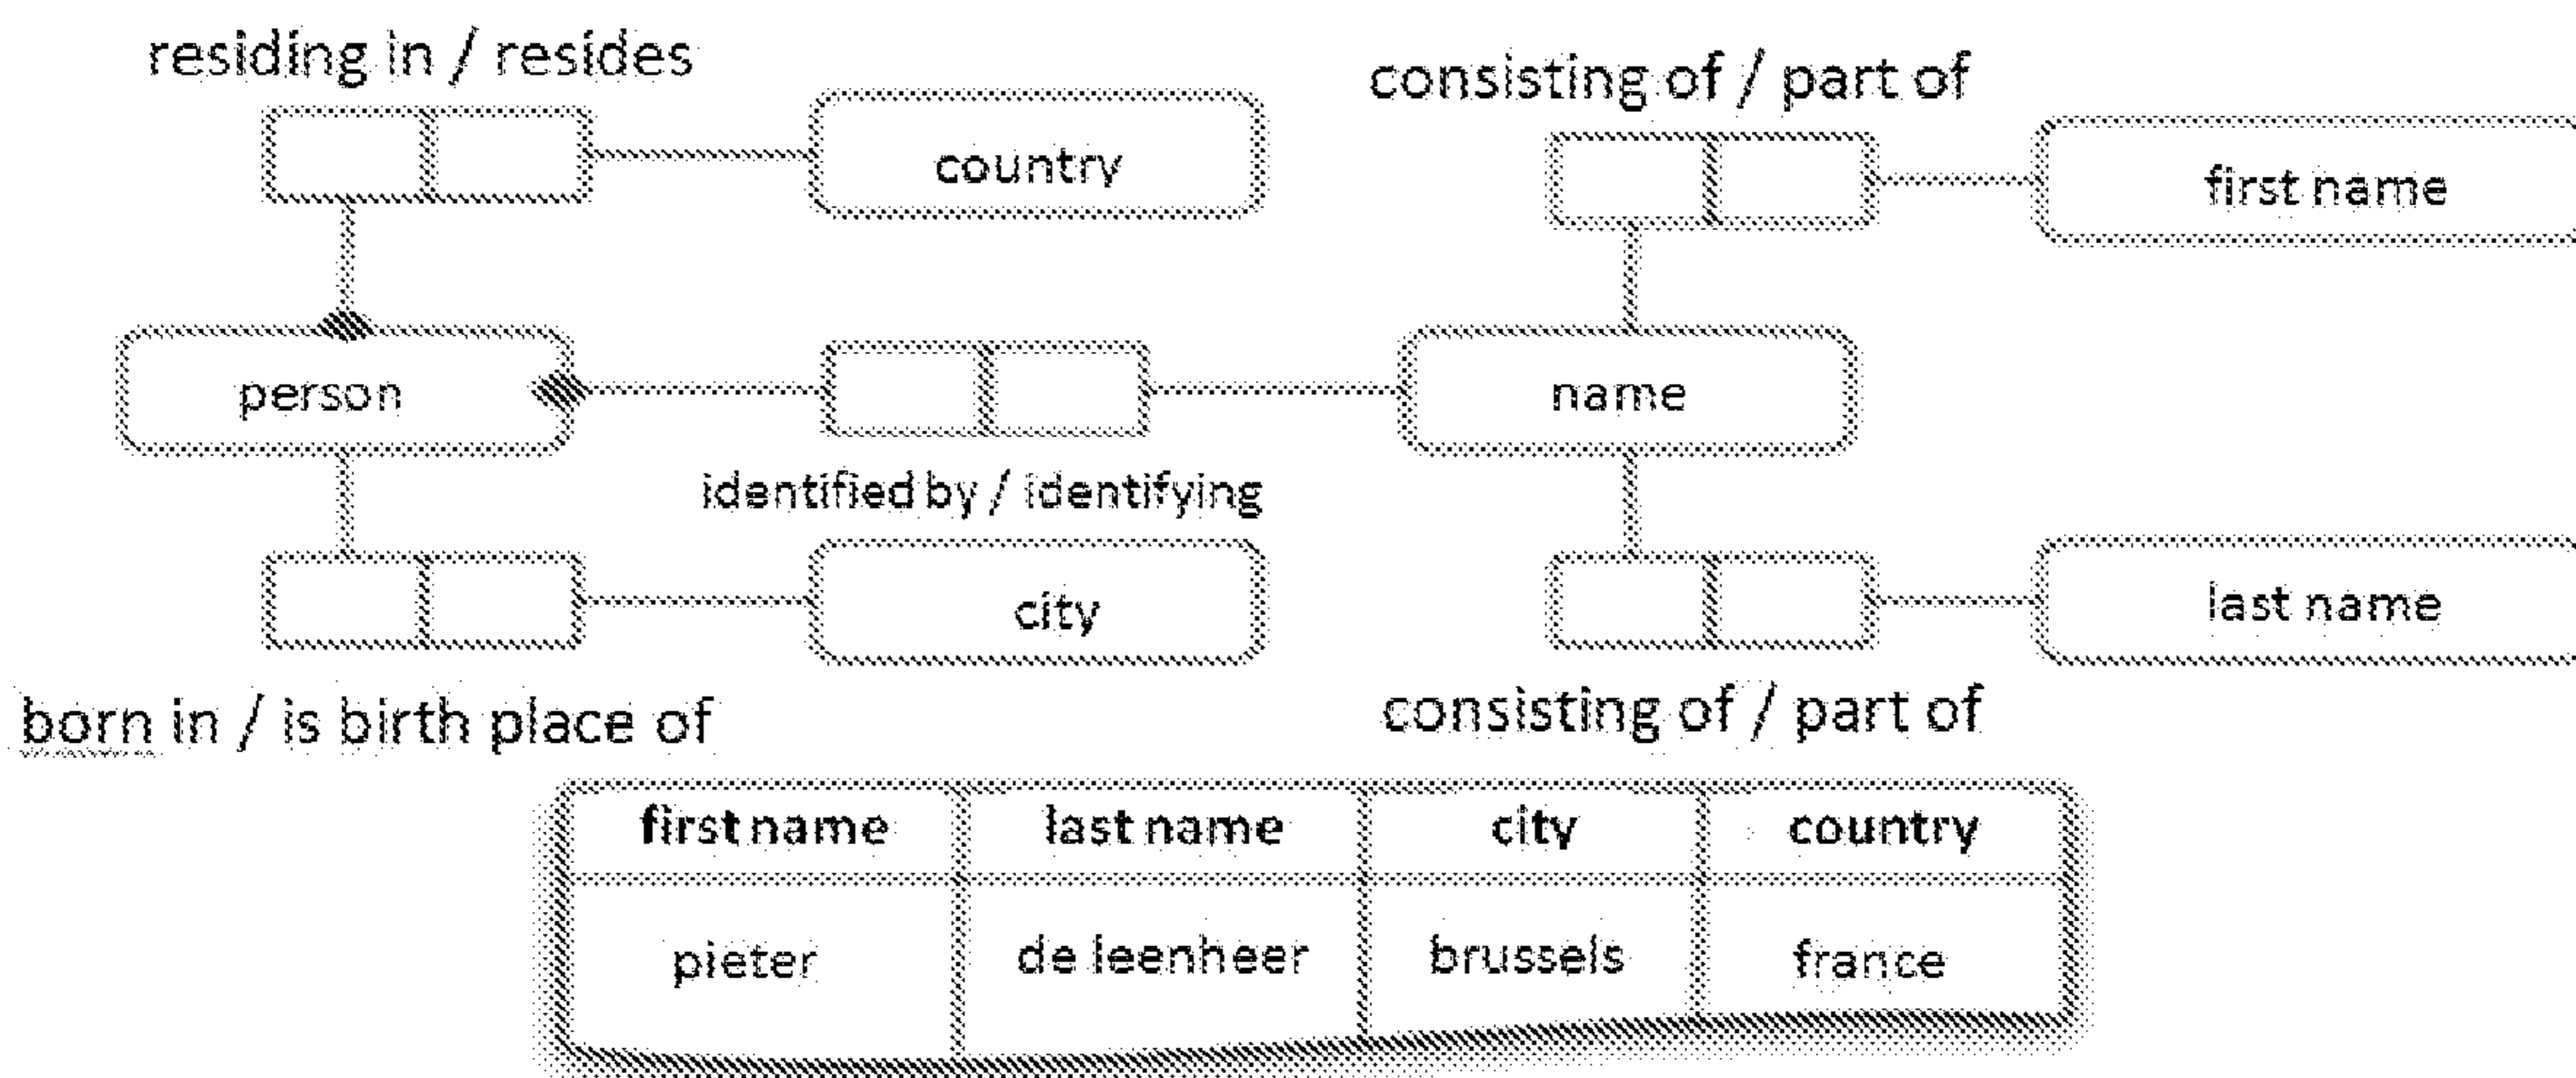 residing in / resides
consisting of / part of
country
first name
person
name
identified by / identifying
city
last name
born in / is birth place of
consisting of / part of
first name last name city country
pieter de leenheer brussels france